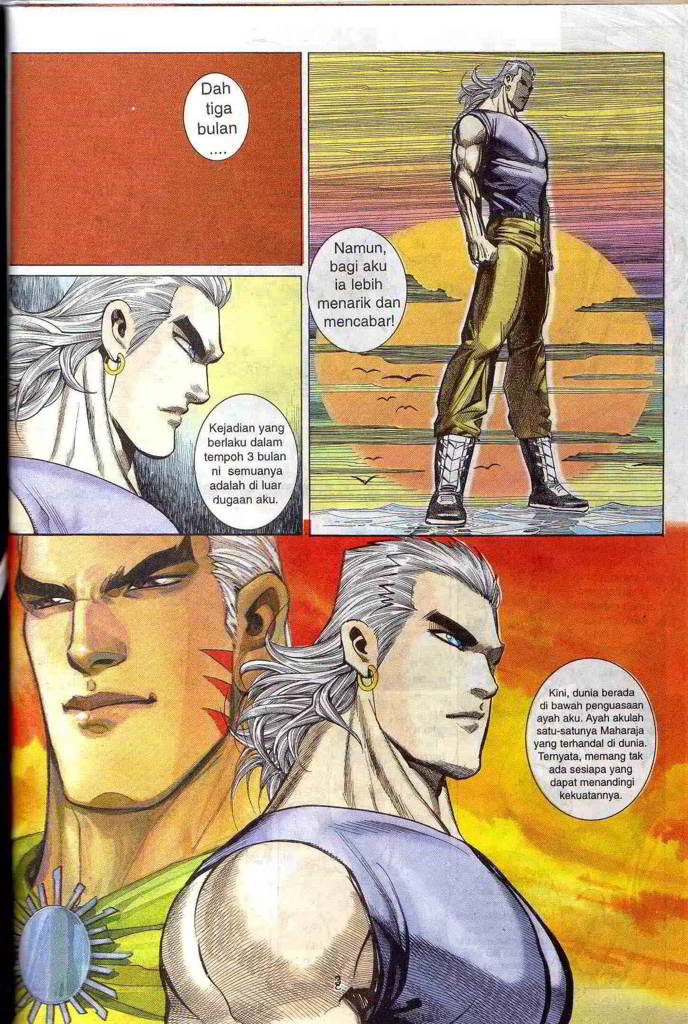 Dah
tiga
bulan
....
Namun,
bagi aku
ia lebih
menarik dan
mencabar!
Kejadian yang
berlaku dalam
tempoh 3 bulan
ni semuanya
adalah di luar
dugaan aku.
Kini, dunia berada
di bawah penguasaan
ayah aku. Ayah akulah
satu-satunya Maharaja
yang terhandal di dunia.
Ternyata, memang tak
ada sesiapa yang
dapat menandingi
kekuatannya.
3